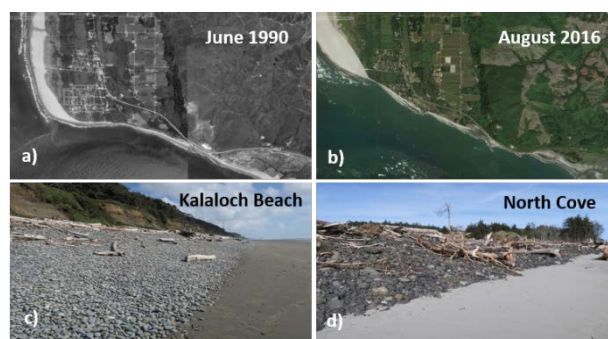 June 1990
August 2016
a)
b)
Kalaloch Beach
North Cove
c)
d)